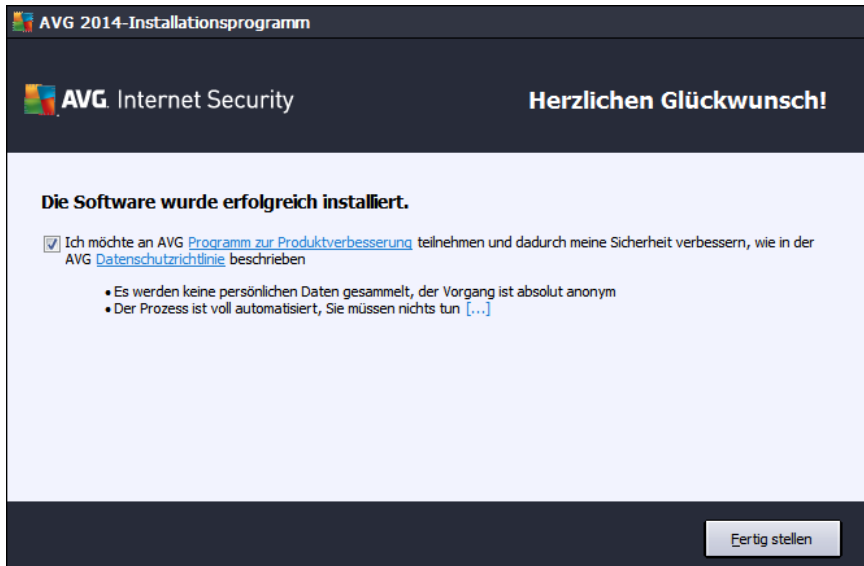 AVG 2014-Installationsprogramm
AVG. Internet Security
Herzlichen Glückwunsch!
Die Software wurde erfolgreich installiert.
Ich möchte an AVG Programm zur Produktverbesserung teilnehmen und dadurch meine Sicherheit verbessern, wie in der
AVG Datenschutzrichtlinie beschrieben
• Es werden keine persönlichen Daten gesammelt, der Vorgang ist absolut anonym
• Der Prozess ist voll automatisiert, Sie müssen nichts tun [...]
Fertig stellen